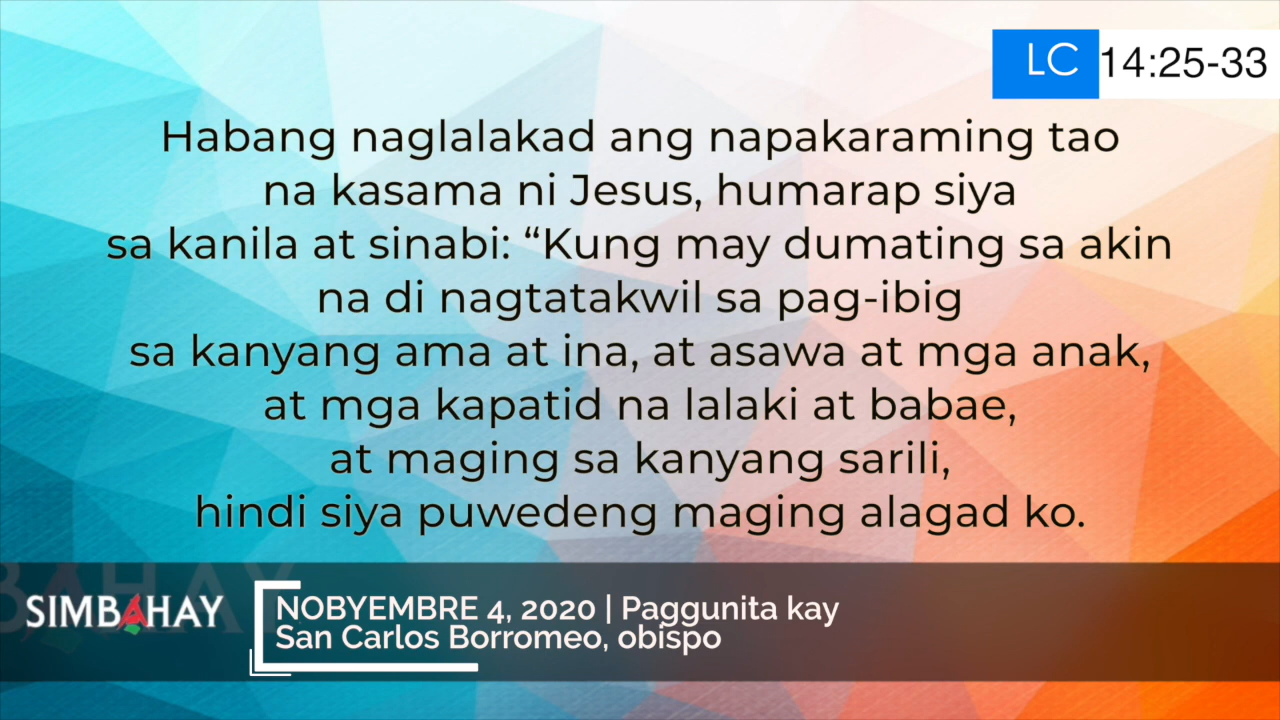 LC 14:25-33
Habang naglalakad ang napakaraming tao
na kasama ni Jesus, humarap siya
sa kanila at sinabi: “Kung may dumating sa akin
na di nagtatakwil sa pag-ibig
sa kanyang ama at ina, at asawa at mga anak,
at mga kapatid na lalaki at babae,
at maging sa kanyang sarili,
hindi siya puwedeng maging alagad ko.
SIMBAHAY
NOBYEMBRE 4, 2020 | Paggunita kay
San Carlos Borromeo, obispo